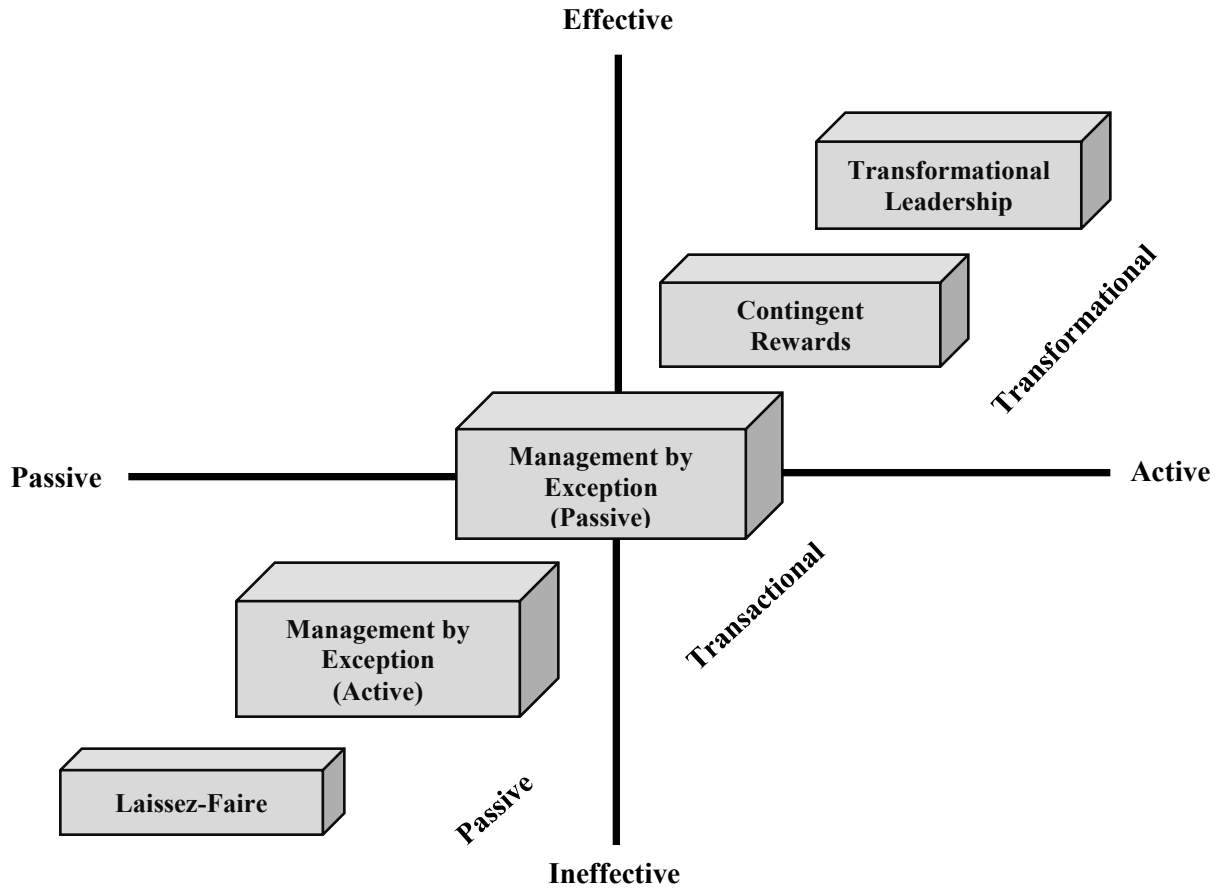 Effective
Transformational
Leadership
Transformational
Contingent
Rewards
Management by
Exception
(Passive)
Passive
Active
Transactional
Management by
Exception
(Active)
Laissez-Faire
Passive
Ineffective